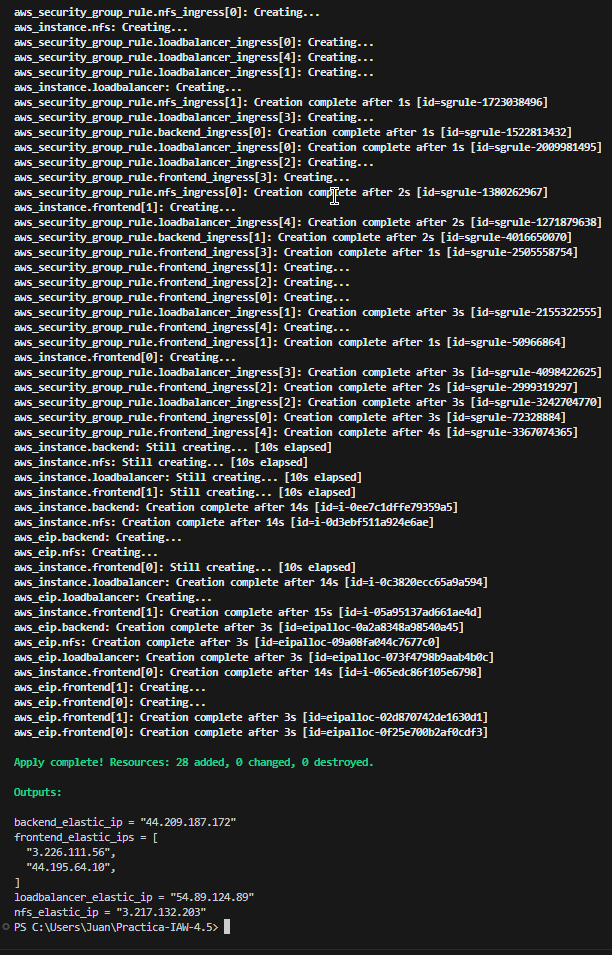 aws_security_group_rule.nfs_ingress[0]: Creating...
aws_instance.nfs: Creating...
aws_security_group_rule.loadbalancer_ingress[0]: Creating...
aws_security_group_rule.loadbalancer_ingress[4]: Creating...
aws_security_group_rule.loadbalancer_ingress[1]: Creating...
aws_instance.loadbalancer: Creating...
aws_security_group_rule.nfs_ingress[1]: Creation complete after 1s [id=sgrule-1723038496]
aws_security_group_rule.loadbalancer_ingress[3]: Creating...
aws_security_group_rule.backend_ingress[0]: Creation complete after 1s [id=sgrule-1522813432]
aws_security_group_rule.loadbalancer_ingress[0]: Creation complete after 1s [id=sgrule-2009981495]
aws_security_group_rule.loadbalancer_ingress[2]: Creating...
aws_security_group_rule.frontend_ingress[3]: Creating...
aws_security_group_rule.nfs_ingress[0]: Creation complete after 2s [id=sgrule-1380262967]
aws_instance.frontend[1]: Creating...
aws_security_group_rule.loadbalancer_ingress[4]: Creation complete after 2s [id=sgrule-1271879638]
aws_security_group_rule.backend_ingress[1]: Creation complete after 2s [id=sgrule-4016650070]
aws_security_group_rule.frontend_ingress[3]: Creation complete after 1s [id=sgrule-2505558754]
aws_security_group_rule.frontend_ingress[1]: Creating...
aws_security_group_rule.frontend_ingress[2]: Creating...
aws_security_group_rule.frontend_ingress[0]: Creating...
aws_security_group_rule.loadbalancer_ingress[1]: Creation complete after 3s [id=sgrule-2155322555]
aws_security_group_rule.frontend_ingress[4]: Creating...
aws_security_group_rule.frontend_ingress[1]: Creation complete after 1s [id=sgrule-50966864]
aws_instance.frontend[0]: Creating...
aws_security_group_rule.loadbalancer_ingress[3]: Creation complete after 3s [id=sgrule-4098422625]
aws_security_group_rule.frontend_ingress[2]: Creation complete after 2s [id=sgrule-2999319297]
aws_security_group_rule.loadbalancer_ingress[2]: Creation complete after 3s [id=sgrule-3242704770]
aws_security_group_rule.frontend_ingress[0]: Creation complete after 3s [id=sgrule-72328884]
aws_security_group_rule.frontend_ingress[4]: Creation complete after 4s [id=sgrule-3367074365]
aws_instance.backend: Still creating... [10s elapsed]
aws_instance.nfs: Still creating... [10s elapsed]
aws_instance.loadbalancer: Still creating... [10s elapsed]
aws_instance.frontend[1]: Still creating... [10s elapsed]
aws_instance.backend: Creation complete after 14s [id=i-0ee7c1dffe79359a5]
aws_instance.nfs: Creation complete after 14s [id=i-0d3ebf511a924e6ae]
aws_eip.backend: Creating...
aws_eip.nfs: Creating...
aws_instance.frontend[0]: Still creating... [10s elapsed]
aws_instance.loadbalancer: Creation complete after 14s [id=i-0c3820ecc65a9a594]
aws_eip.loadbalancer: Creating...
aws_instance.frontend[1]: Creation complete after 15s [id=i-05a95137ad661ae4d]
aws_eip.backend: Creation complete after 3s [id=eipalloc-0a2a8348a98540a45]
aws_eip.nfs: Creation complete after 3s [id=eipalloc-09a08fa044c7677c0]
aws_eip.loadbalancer: Creation complete after 3s [id=eipalloc-073f4798b9aab4b0c]
aws_instance.frontend[0]: Creation complete after 14s [id=i-065edc86f105e6798]
aws_eip.frontend[1]: Creating...
aws_eip.frontend[0]: Creating...
aws_eip.frontend[1]: Creation complete after 3s [id=eipalloc-02d870742de1630d1]
aws_eip.frontend[0]: Creation complete after 3s [id=eipalloc-0f25e700b2af0cdf3]
Apply complete! Resources: 28 added, 0 changed, 0 destroyed.
Outputs:
backend_elastic_ip = "44.209.187.172"
frontend_elastic_ips = [
"3.226.111.56",
"44.195.64.10",
]
loadbalancer_elastic_ip = "54.89.124.89"
nfs_elastic_ip = "3.217.132.203"
PS C:\Users\Juan\Practica-IAW-4.5>